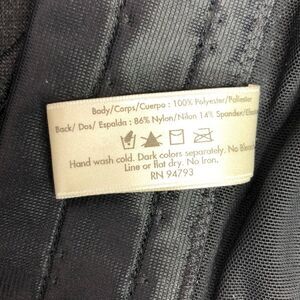 Body/Corps/Cuerpo : 100% Polyester/Poliester
Back/ Dos/ Espalda : 86% Nylon/Nilon 14% Spandex/
Hand wash cold. Dark colors separately. No Bleach
Line or flat dry. No Iron.
RN 94793